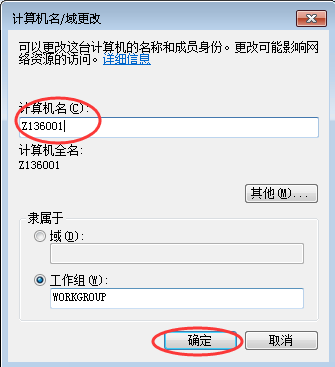 计算机名/域更改
可以更改这台计算机的名称和成员身份。更改可能影响网
络资源的访问。详细信息
计算机名(C):
Z136001
计算机全名:
Z136001
其他(M)...
隶属于
域(D):
工作组(W):
WORKGROUP
确定
取消